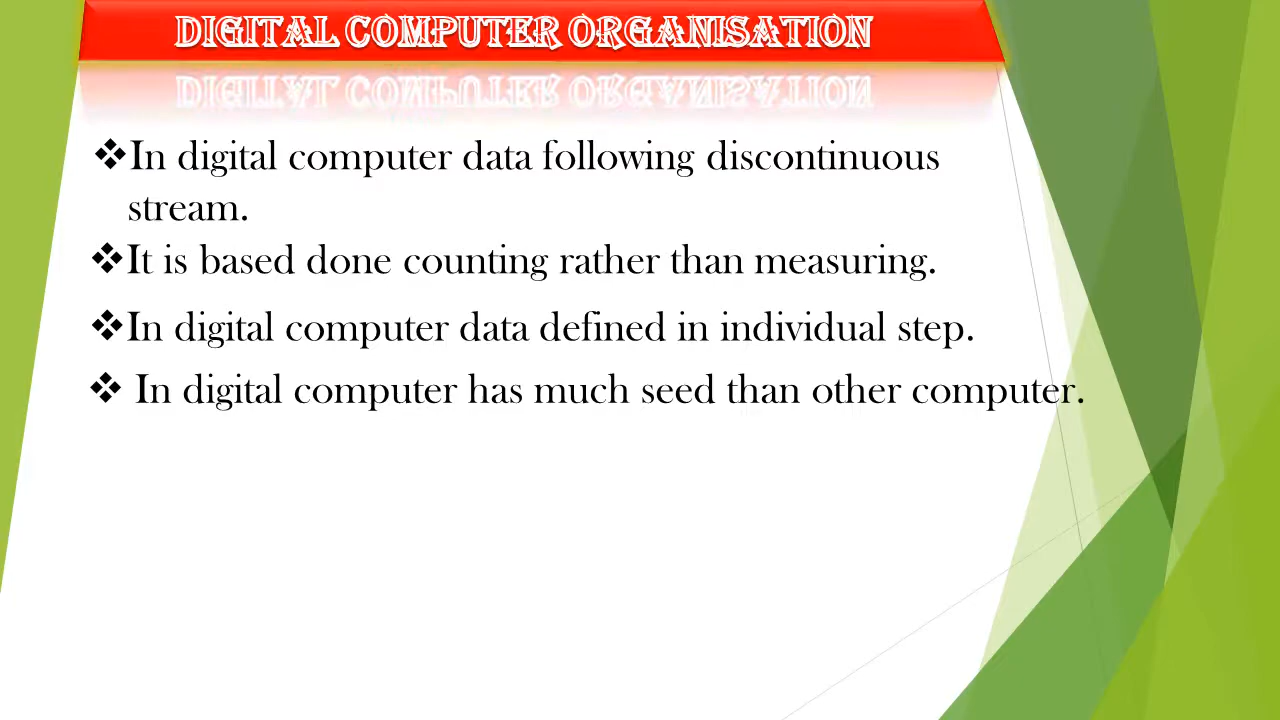 DIGITAL COMPUTER ORGANISATION
❖In digital computer data following discontinuous
stream.
❖It is based done counting rather than measuring.
❖In digital computer data defined in individual step.
❖ In digital computer has much seed than other computer.